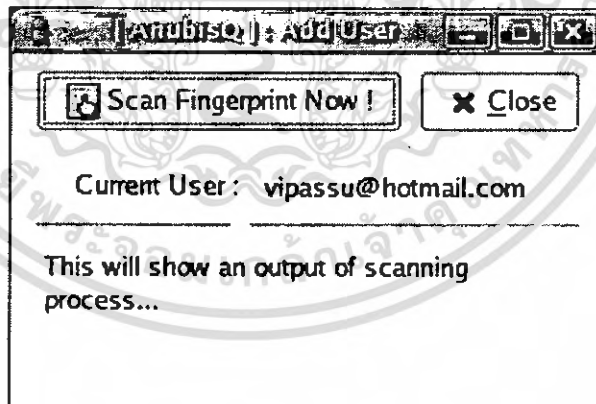 [ AnubisQ ] : Add User
Scan Fingerprint Now !
Close
Current User : vipassu@hotmail.com
This will show an output of scanning
process...